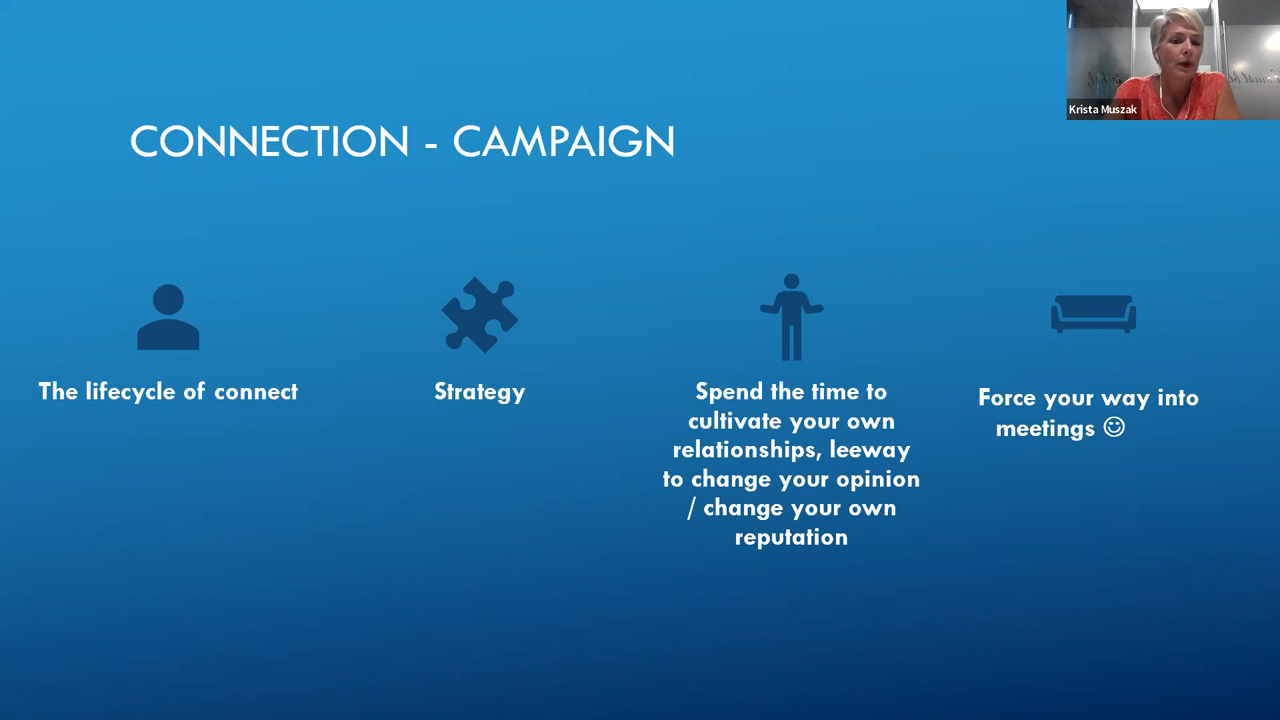 Krista Muszak
CONNECTION - CAMPAIGN
The lifecycle of connect
Strategy
Spend the time to
cultivate your own
relationships, leeway
to change your opinion
/ change your own
reputation
Force your way into
meetings ☺